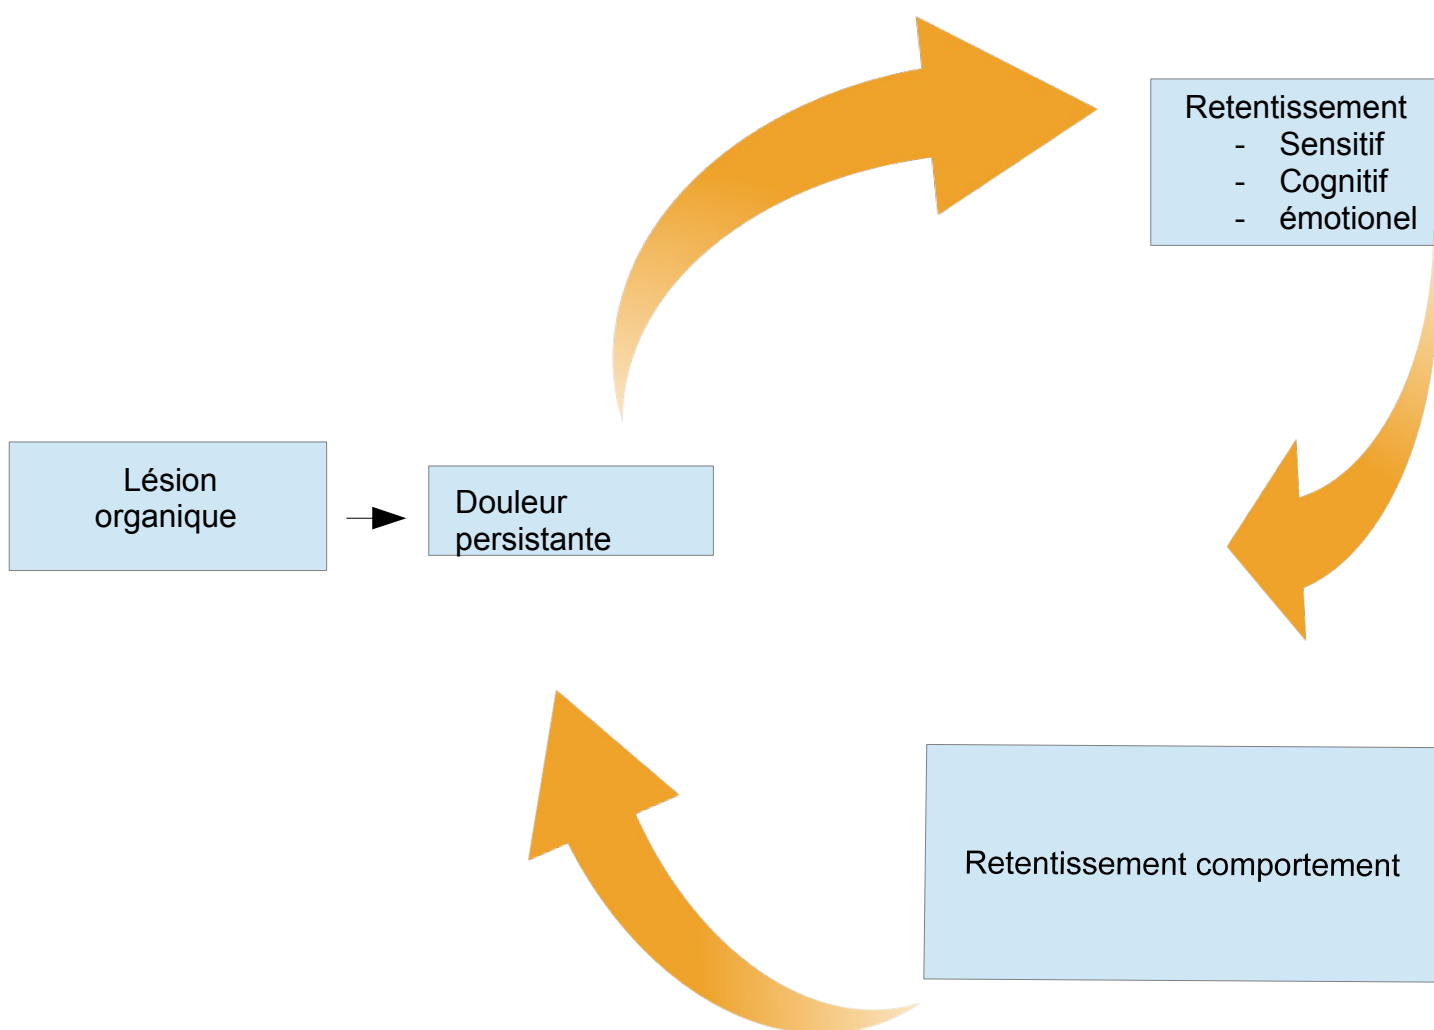 Retentissement
- Sensitif
- Cognitif
- émotionel
Lésion
organique
Douleur
persistante
Retentissement comportement